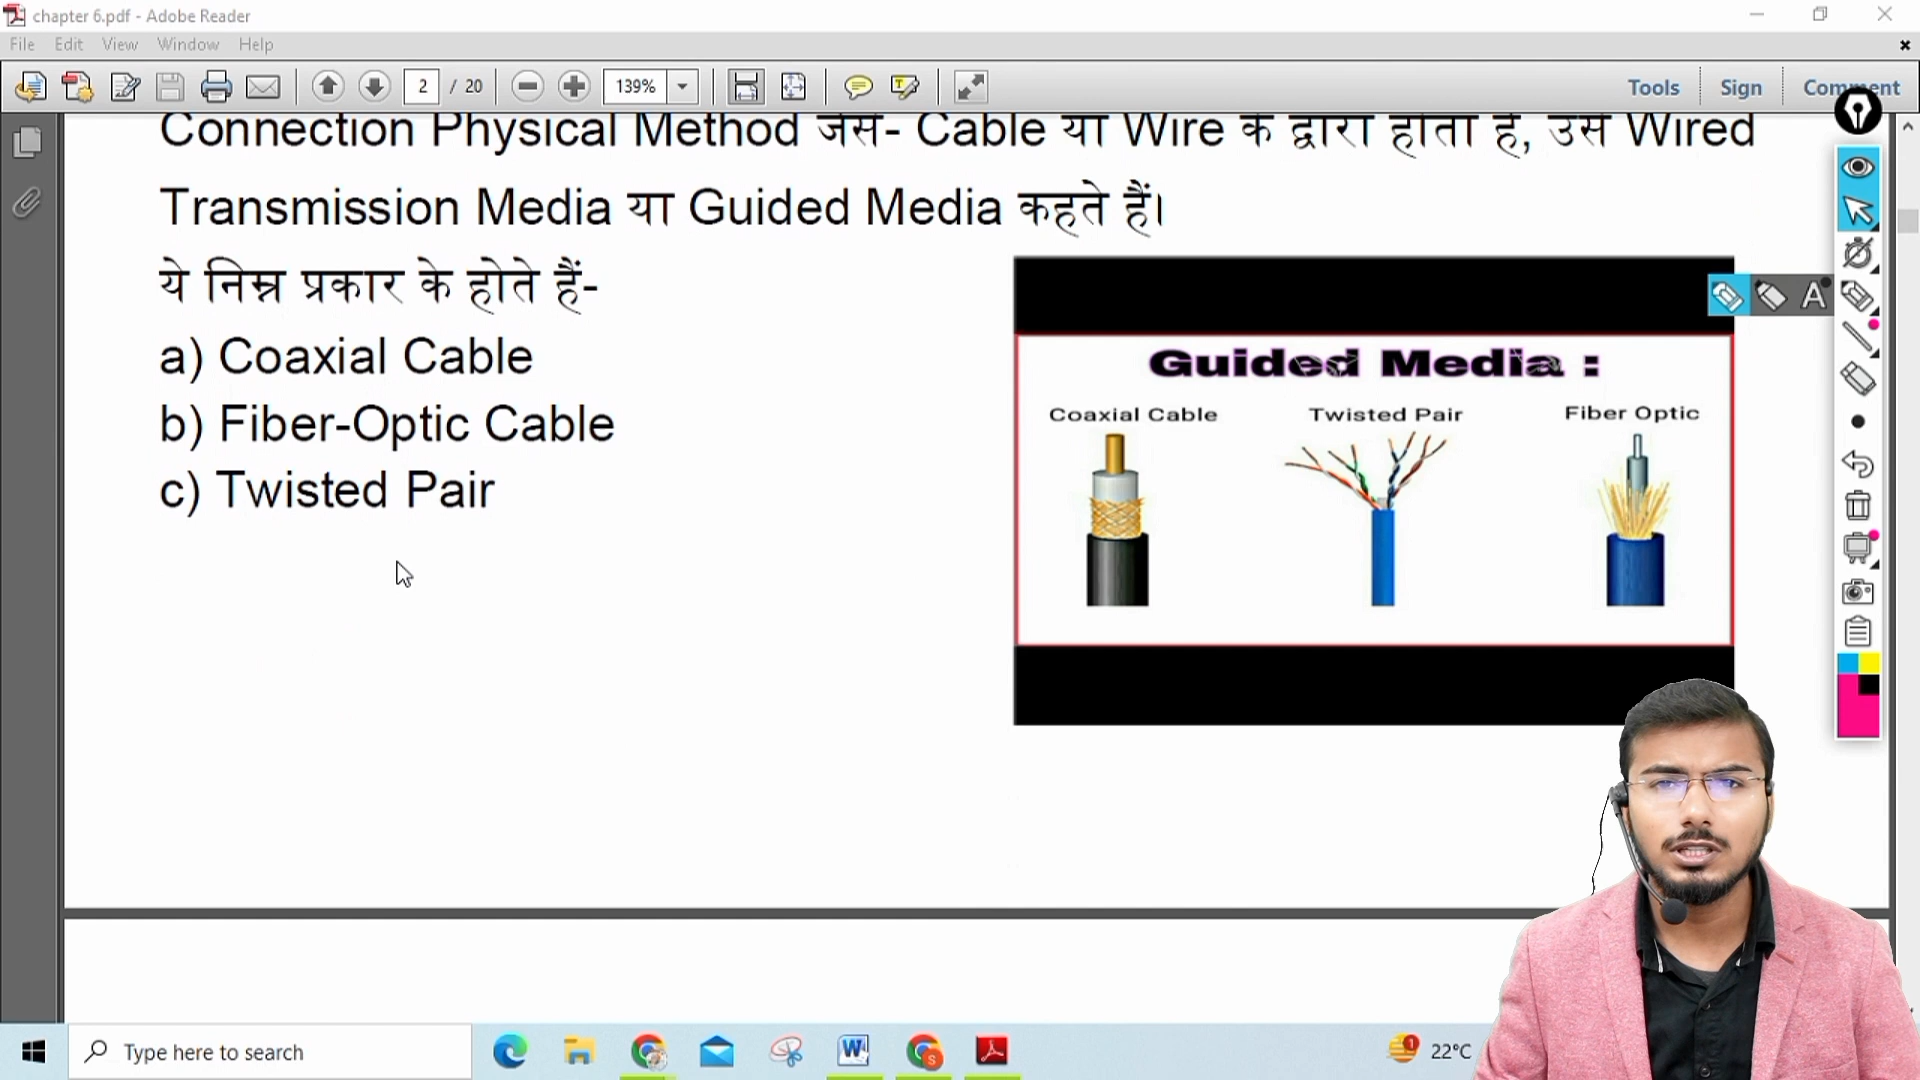 chapter 6.pdf - Adobe Reader
File Edit View Window Help
2 / 20 139% Tools Sign Comment
Connection Physical Method जैसे- Cable या Wire के द्वारा होता है, उसे Wired
Transmission Media या Guided Media कहते हैं।
ये निम्न प्रकार के होते हैं-
a) Coaxial Cable
b) Fiber-Optic Cable
c) Twisted Pair
Guided Media :
Coaxial Cable Twisted Pair Fiber Optic
A
Type here to search
1 22°C